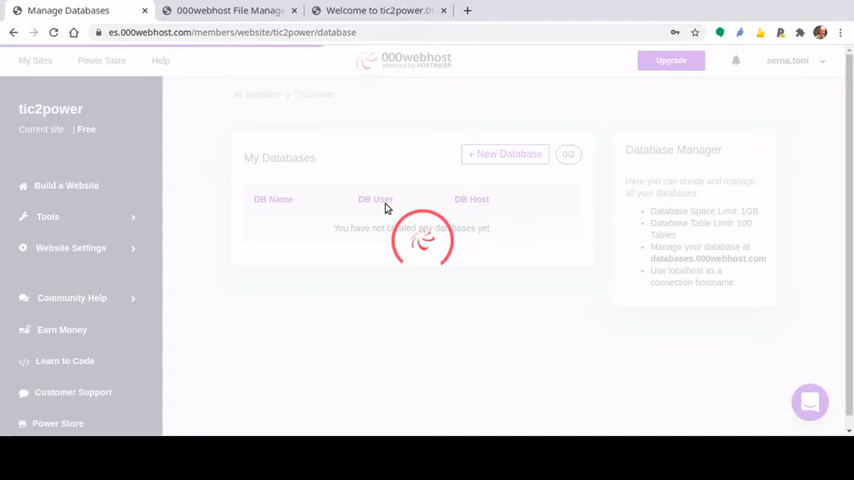 Manage Databases
000webhost File Manage
Welcome to tic2power.0
es.000webhost.com/members/website/tic2power/database
My Sites
Power Store
Help
000webhost
powered by HOSTINGER
Upgrade
serna.toni
tic2power
Current site | Free
Build a Website
Tools
Website Settings
Community Help
Earn Money
Learn to Code
Customer Support
Power Store
All Websites > Tic2power
My Databases
+ New Database
0/2
DB Name
DB User
DB Host
You have not created any databases yet.
Database Manager
Here you can create and manage
all your databases.
Database Space Limit: 1GB
Database Table Limit: 100
Tables
Manage your database at
databases.000webhost.com
Use localhost as a
connection hostname.